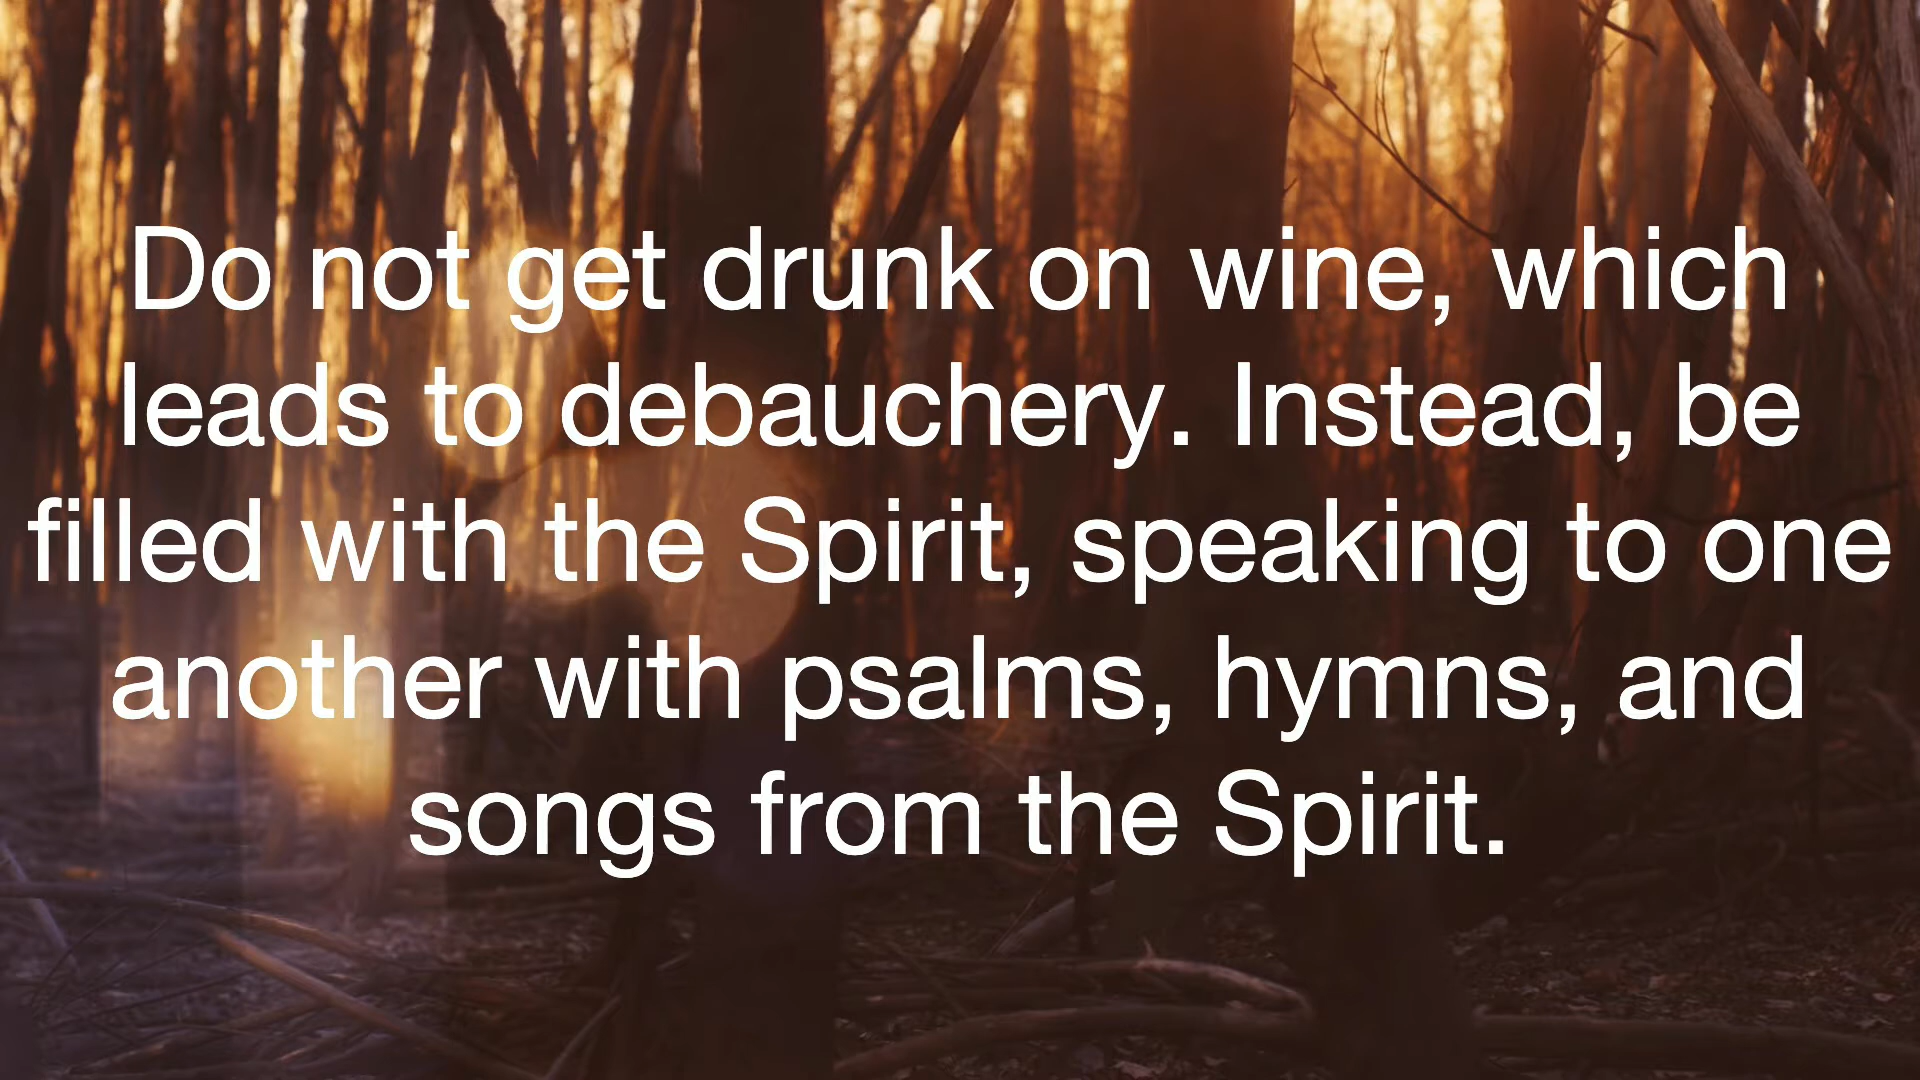 Do not get drunk on wine, which
leads to debauchery. Instead, be
filled with the Spirit, speaking to one
another with psalms, hymns, and
songs from the Spirit.